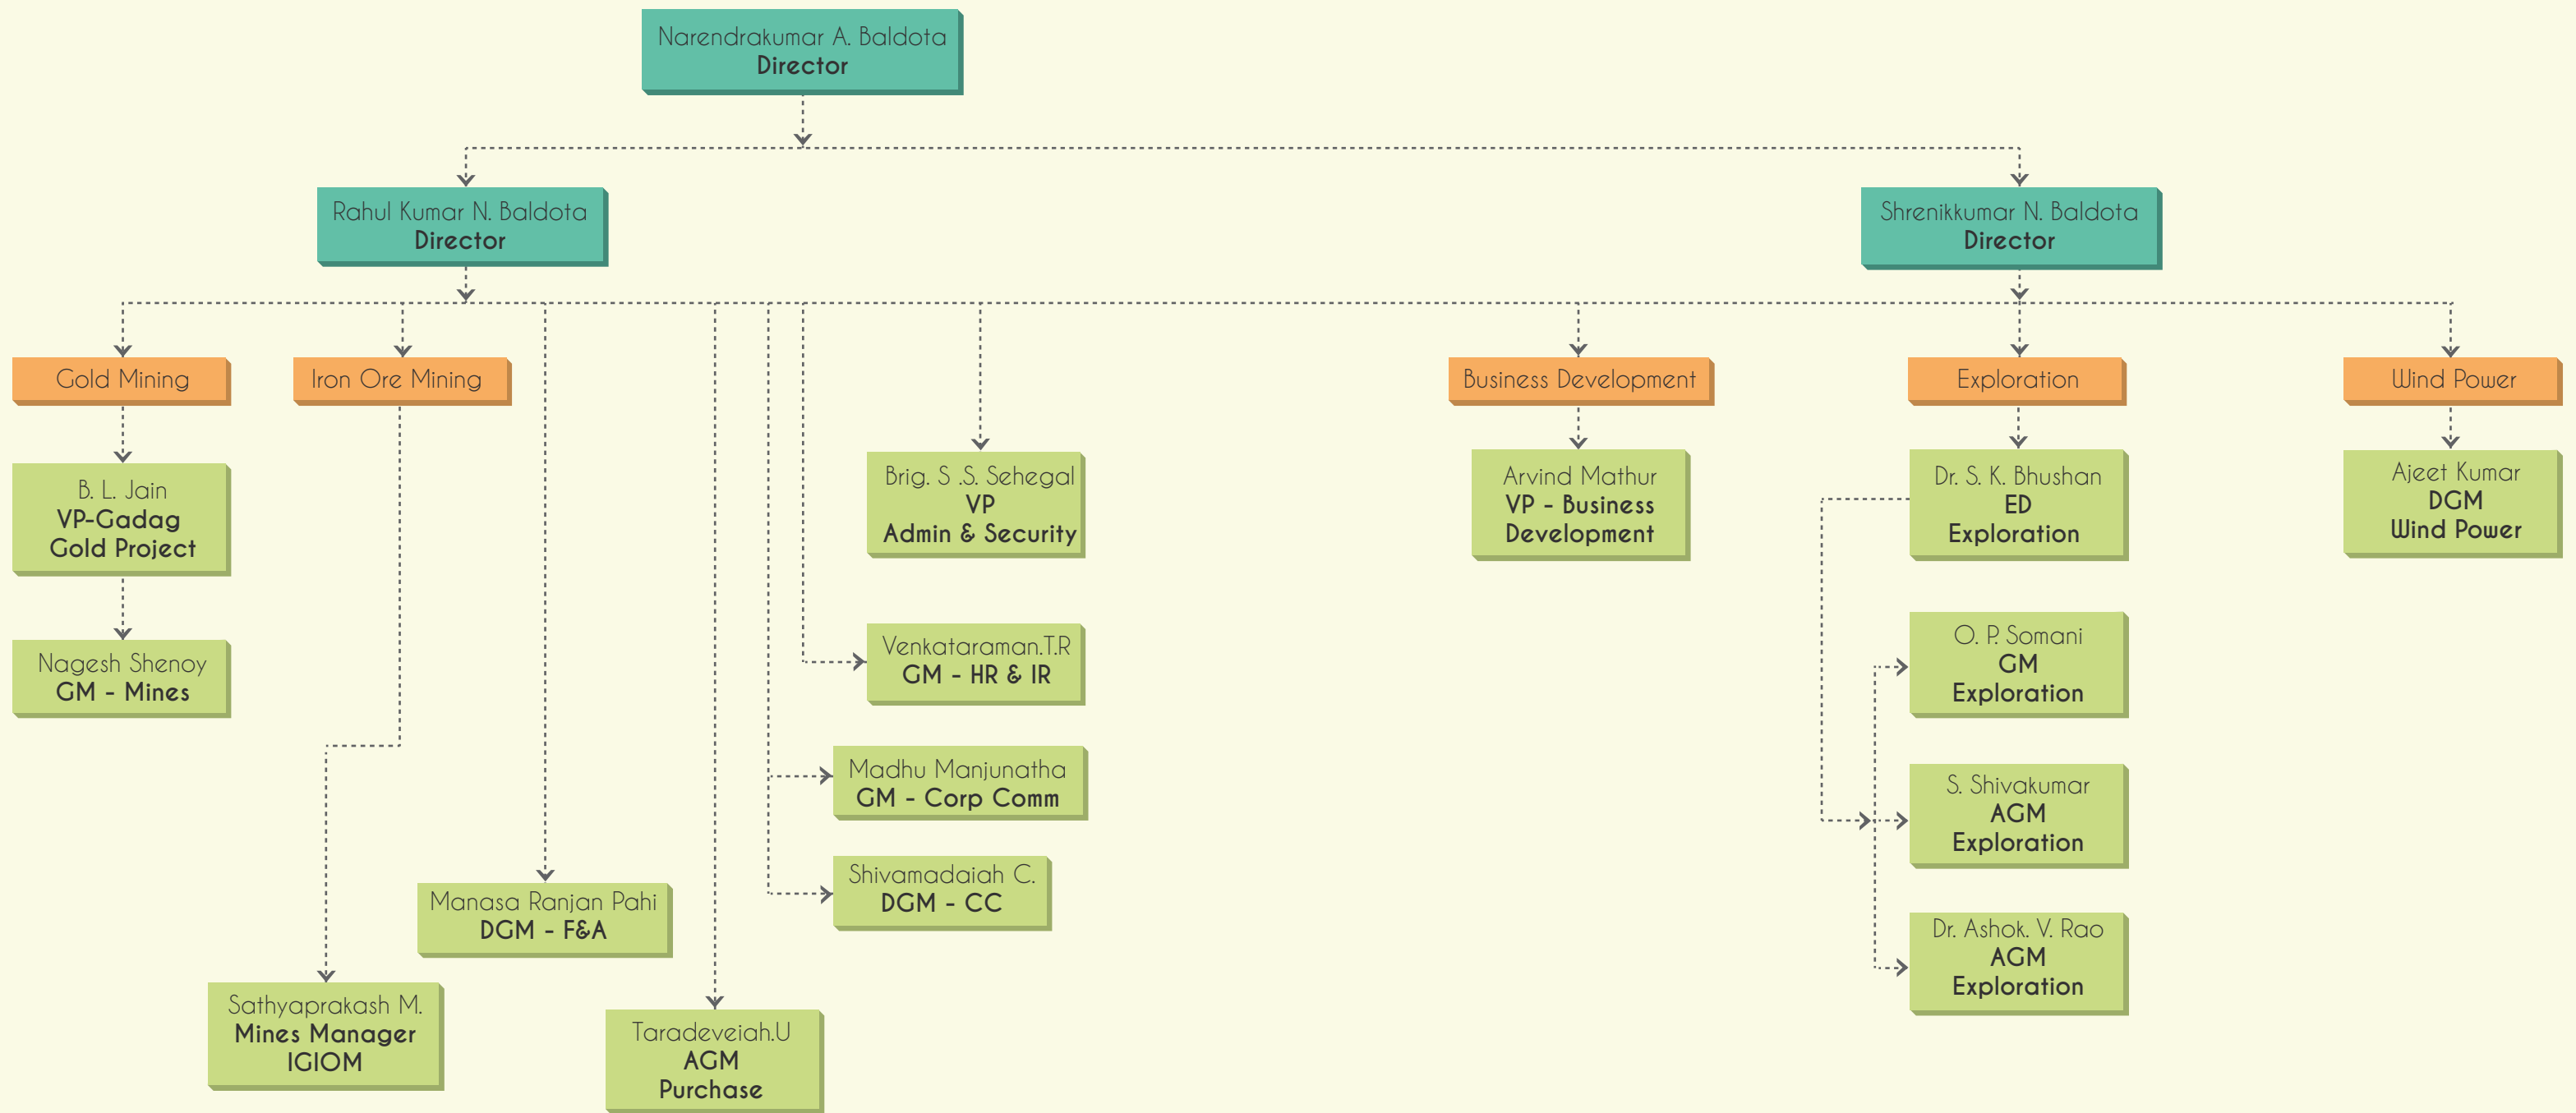 Narendrakumar A. Baldota
Director
Rahul Kumar N. Baldota
Director
Shrenikkumar N. Baldota
Director
Gold Mining
Iron Ore Mining
Business Development
Exploration
Wind Power
B. L. Jain
VP-Gadag
Gold Project
Brig. S .S. Sehegal
VP
Admin & Security
Arvind Mathur
VP - Business
Development
Dr. S. K. Bhushan
ED
Exploration
Ajeet Kumar
DGM
Wind Power
Nagesh Shenoy
GM - Mines
Venkataraman.T.R
GM - HR & IR
O. P. Somani
GM
Exploration
Madhu Manjunatha
GM - Corp Comm
S. Shivakumar
AGM
Exploration
Shivamadaiah C.
DGM - CC
Manasa Ranjan Pahi
DGM - F&A
Dr. Ashok. V. Rao
AGM
Exploration
Sathyaprakash M.
Mines Manager
IGIOM
Taradeveiah.U
AGM
Purchase